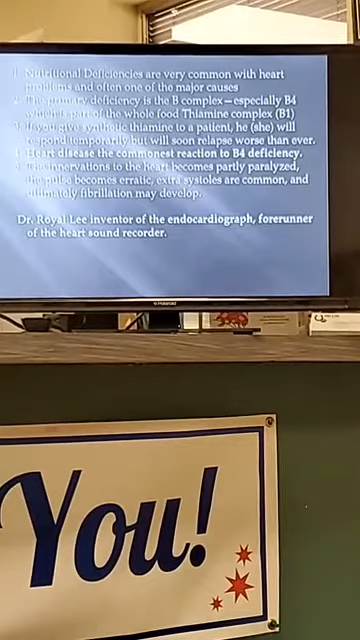 1. Nutritional Deficiencies are very common with heart
problems and often one of the major causes
2. The primary deficiency is the B complex—especially B4
which is part of the whole food Thiamine complex (B1)
3. If you give synthetic thiamine to a patient, he (she) will
respond temporarily but will soon relapse worse than ever.
4. Heart disease the commonest reaction to B4 deficiency.
5. The innervations to the heart becomes partly paralyzed,
the pulse becomes erratic, extra systoles are common, and
ultimately fibrillation may develop.
Dr. Royal Lee inventor of the endocardiograph, forerunner
of the heart sound recorder.
You!